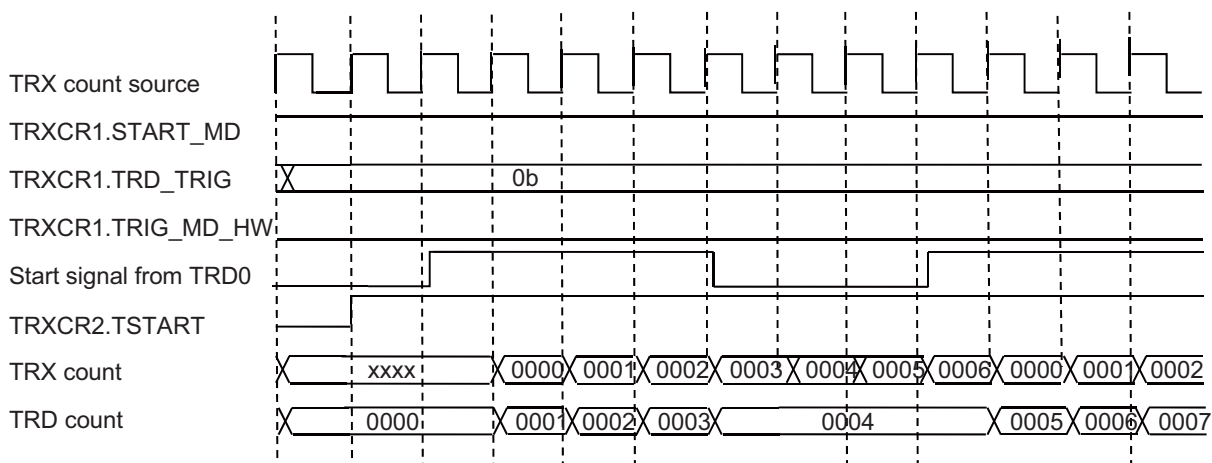 TRX count source
TRXCR1.START_MD
TRXCR1.TRD_TRIG 0b
TRXCR1.TRIG_MD_HW
Start signal from TRD0
TRXCR2.TSTART
TRX count xxxx 0000 0001 0002 0003 0004 0005 0006 0000 0001 0002
TRD count 0000 0001 0002 0003 0004 0005 0006 0007